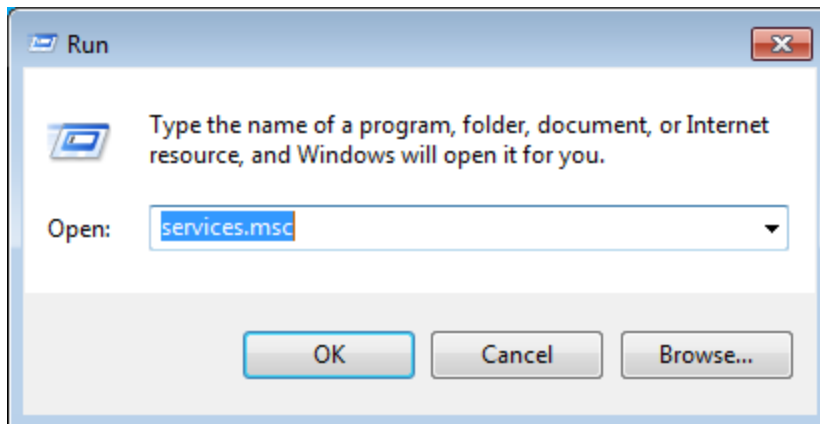 Run
Type the name of a program, folder, document, or Internet
resource, and Windows will open it for you.
Open: services.msc
OK Cancel Browse...